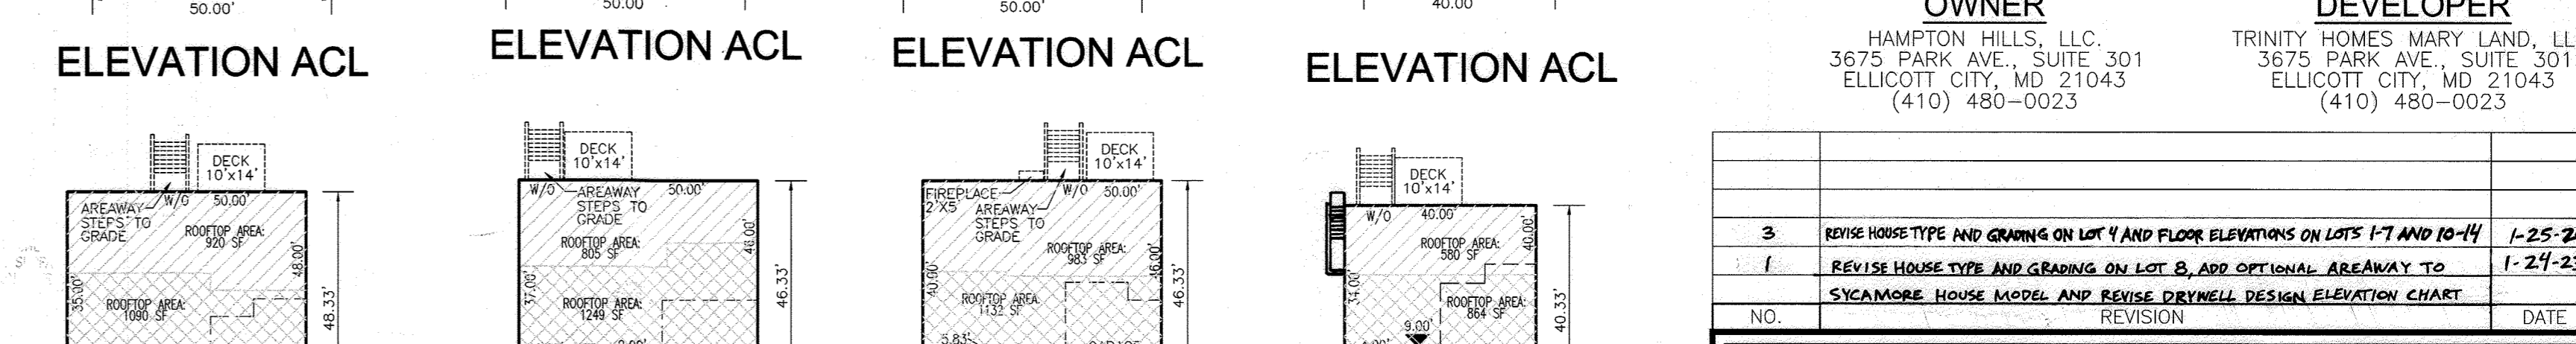 50.00'
50.00
50.00'
40.00
ELEVATION ACL
ELEVATION ACL
ELEVATION ACL
ELEVATION ACL
DECK
10'x14'
AREAWAY
STEPS TO
GRADE
W/O
50.00'
ROOFTOP AREA:
920 SF
48.00'
35.00'
ROOFTOP AREA:
1090 SF
48.33'
DECK
10'x14'
W/O
AREAWAY
STEPS TO
GRADE
50.00'
ROOFTOP AREA:
805 SF
46.00'
37.00'
ROOFTOP AREA:
1249 SF
46.33'
DECK
10'x14'
FIREPLACE
2'X5'
W/O
50.00'
AREAWAY
STEPS TO
GRADE
ROOFTOP AREA:
983 SF
46.00'
40.00'
ROOFTOP AREA:
1132 SF
46.33'
5.83'
DECK
10'x14'
W/O
40.00'
ROOFTOP AREA:
580 SF
40.00'
34.00'
ROOFTOP AREA:
864 SF
9.00'
40.33'
OWNER
HAMPTON HILLS, LLC.
3675 PARK AVE., SUITE 301
ELLICOTT CITY, MD 21043
(410) 480-0023
DEVELOPER
TRINITY HOMES MARY LAND, LL
3675 PARK AVE., SUITE 301
ELLICOTT CITY, MD 21043
(410) 480-0023
3 REVISE HOUSE TYPE AND GRADING ON LOT 4 AND FLOOR ELEVATIONS ON LOTS 1-7 AND 10-14 1-25-2
1 REVISE HOUSE TYPE AND GRADING ON LOT 8, ADD OPTIONAL AREAWAY TO 1-24-23
SYCAMORE HOUSE MODEL AND REVISE DRYWELL DESIGN ELEVATION CHART
NO. REVISION DATE